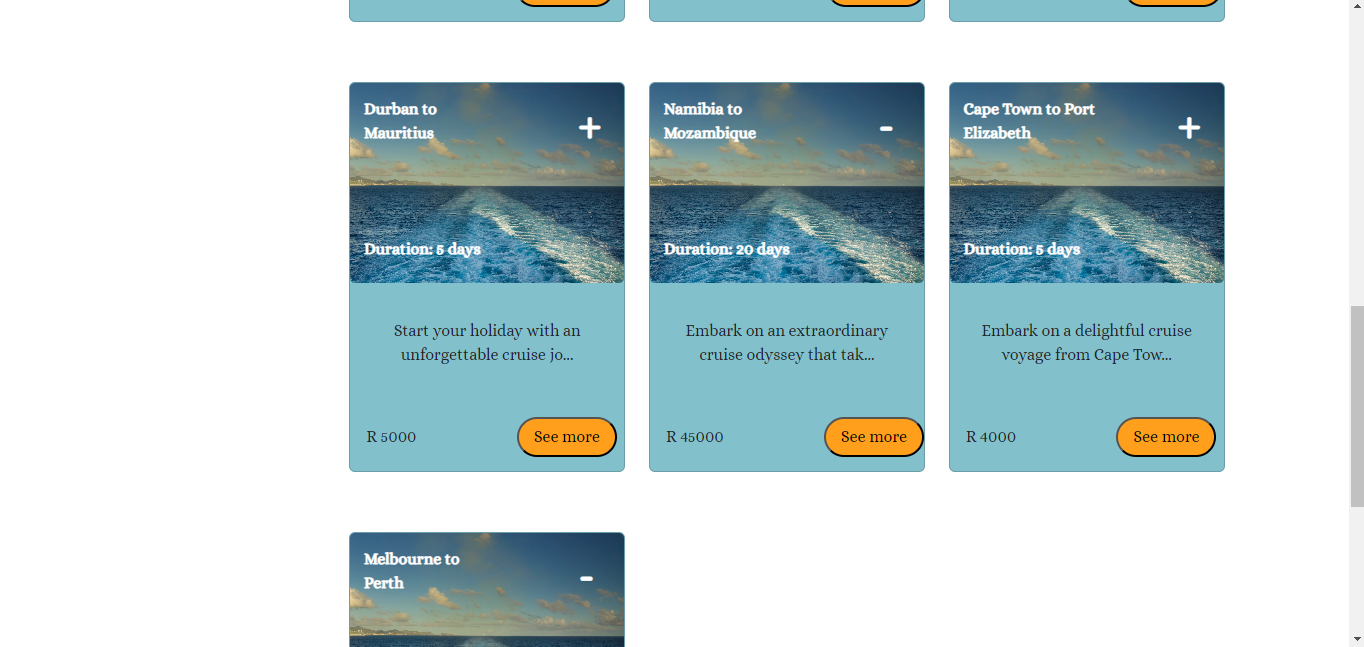 Durban to
Mauritius
+
Duration: 5 days
Start your holiday with an
unforgettable cruise jo...
R 5000
See more
Namibia to
Mozambique
-
Duration: 20 days
Embark on an extraordinary
cruise odyssey that tak...
R 45000
See more
Cape Town to Port
Elizabeth
+
Duration: 5 days
Embark on a delightful cruise
voyage from Cape Tow...
R 4000
See more
Melbourne to
Perth
-